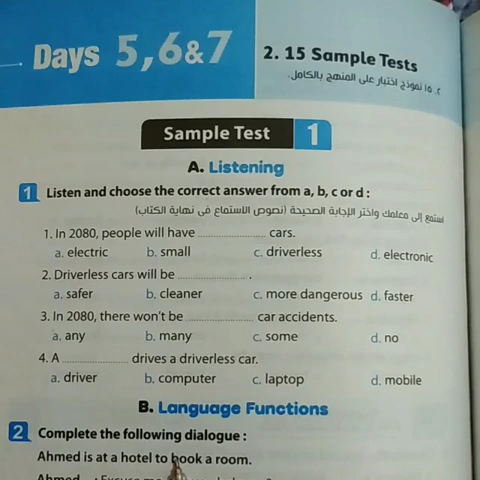 Days 5,6&7
2. 15 Sample Tests
٢. ١٥ نموذج اختبار على المنهج بالكامل.
Sample Test 1
A. Listening
1 Listen and choose the correct answer from a, b, c or d :
استمع إلى معلمك واختر الإجابة الصحيحة (نصوص الاستماع فى نهاية الكتاب)
1. In 2080, people will have .................... cars.
a. electric b. small c. driverless d. electronic
2. Driverless cars will be .................... .
a. safer b. cleaner c. more dangerous d. faster
3. In 2080, there won't be .................... car accidents.
a. any b. many c. some d. no
4. A .................... drives a driverless car.
a. driver b. computer c. laptop d. mobile
B. Language Functions
2 Complete the following dialogue :
Ahmed is at a hotel to book a room.
Ahmed : Excuse me